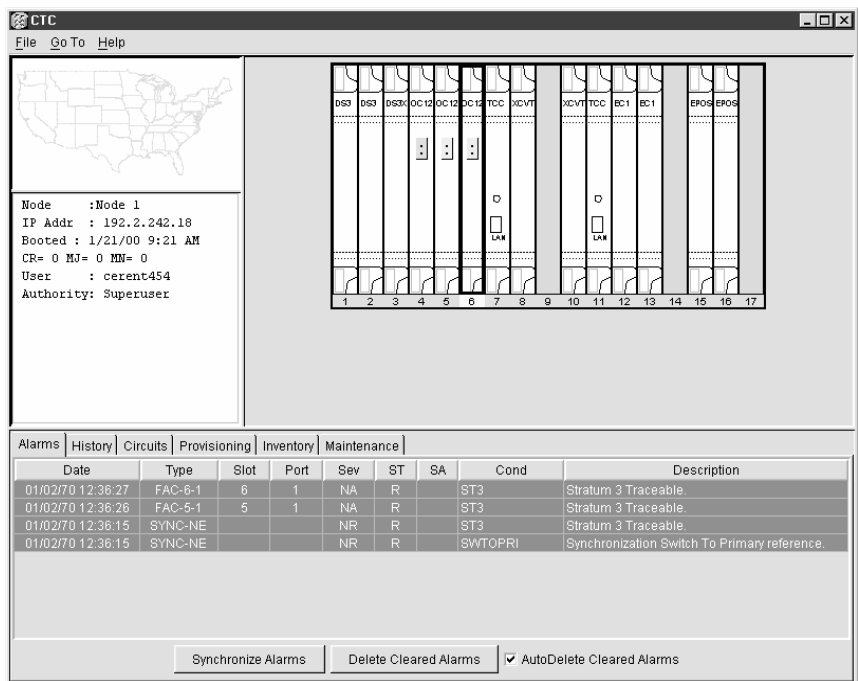 CTC
File Go To Help
DS3 DS3 DS3X OC12 OC12 OC12 TCC XCVT XCVT TCC EC1 EC1 EPOS EPOS
LAN LAN
1 2 3 4 5 6 7 8 9 10 11 12 13 14 15 16 17
Node :Node 1
IP Addr : 192.2.242.18
Booted : 1/21/00 9:21 AM
CR= 0 MJ= 0 MN= 0
User : cerent454
Authority: Superuser
Alarms History Circuits Provisioning Inventory Maintenance
Date Type Slot Port Sev ST SA Cond Description
01/02/70 12:36:27 FAC-6-1 6 1 NA R ST3 Stratum 3 Traceable.
01/02/70 12:36:26 FAC-5-1 5 1 NA R ST3 Stratum 3 Traceable.
01/02/70 12:36:15 SYNC-NE NR R ST3 Stratum 3 Traceable.
01/02/70 12:36:15 SYNC-NE NR R SWTOPRI Synchronization Switch To Primary reference.
Synchronize Alarms Delete Cleared Alarms AutoDelete Cleared Alarms